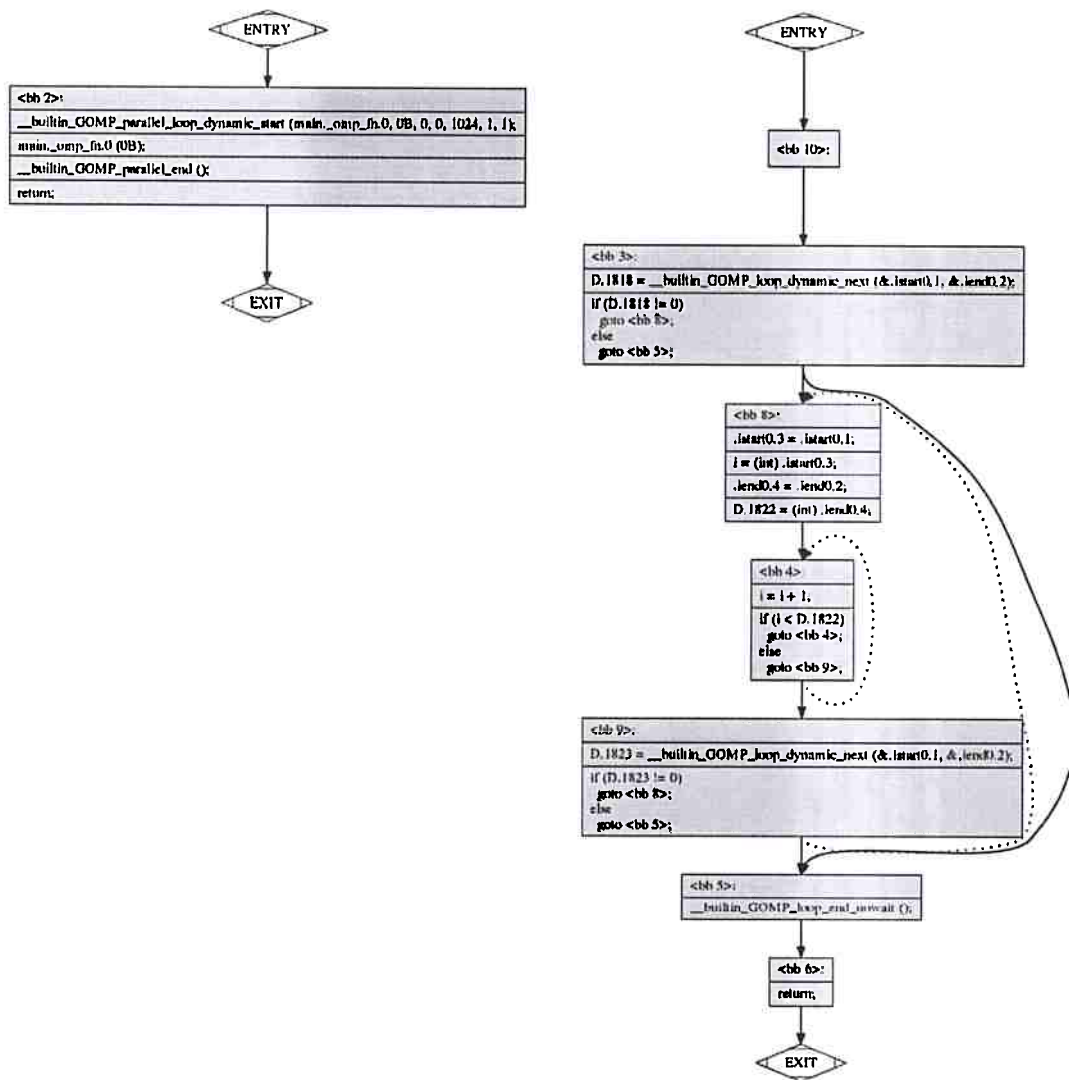 ENTRY
<bb 2>:
__builtin_GOMP_parallel_loop_dynamic_start (main._omp_fn.0, 0B, 0, 0, 1024, 1, 1);
main._omp_fn.0 (0B);
__builtin_GOMP_parallel_end ();
return;
EXIT
ENTRY
<bb 10>:
<bb 3>:
D.1818 = __builtin_GOMP_loop_dynamic_next (&.istart0.1, &.iend0.2);
if (D.1818 != 0)
goto <bb 8>;
else
goto <bb 5>;
<bb 8>:
.istart0.3 = .istart0.1;
i = (int) .istart0.3;
.iend0.4 = .iend0.2;
D.1822 = (int) .iend0.4;
<bb 4>
i = i + 1;
if (i < D.1822)
goto <bb 4>;
else
goto <bb 9>;
<bb 9>:
D.1823 = __builtin_GOMP_loop_dynamic_next (&.istart0.1, &.iend0.2);
if (D.1823 != 0)
goto <bb 8>;
else
goto <bb 5>;
<bb 5>:
__builtin_GOMP_loop_end_nowait ();
<bb 6>:
return;
EXIT